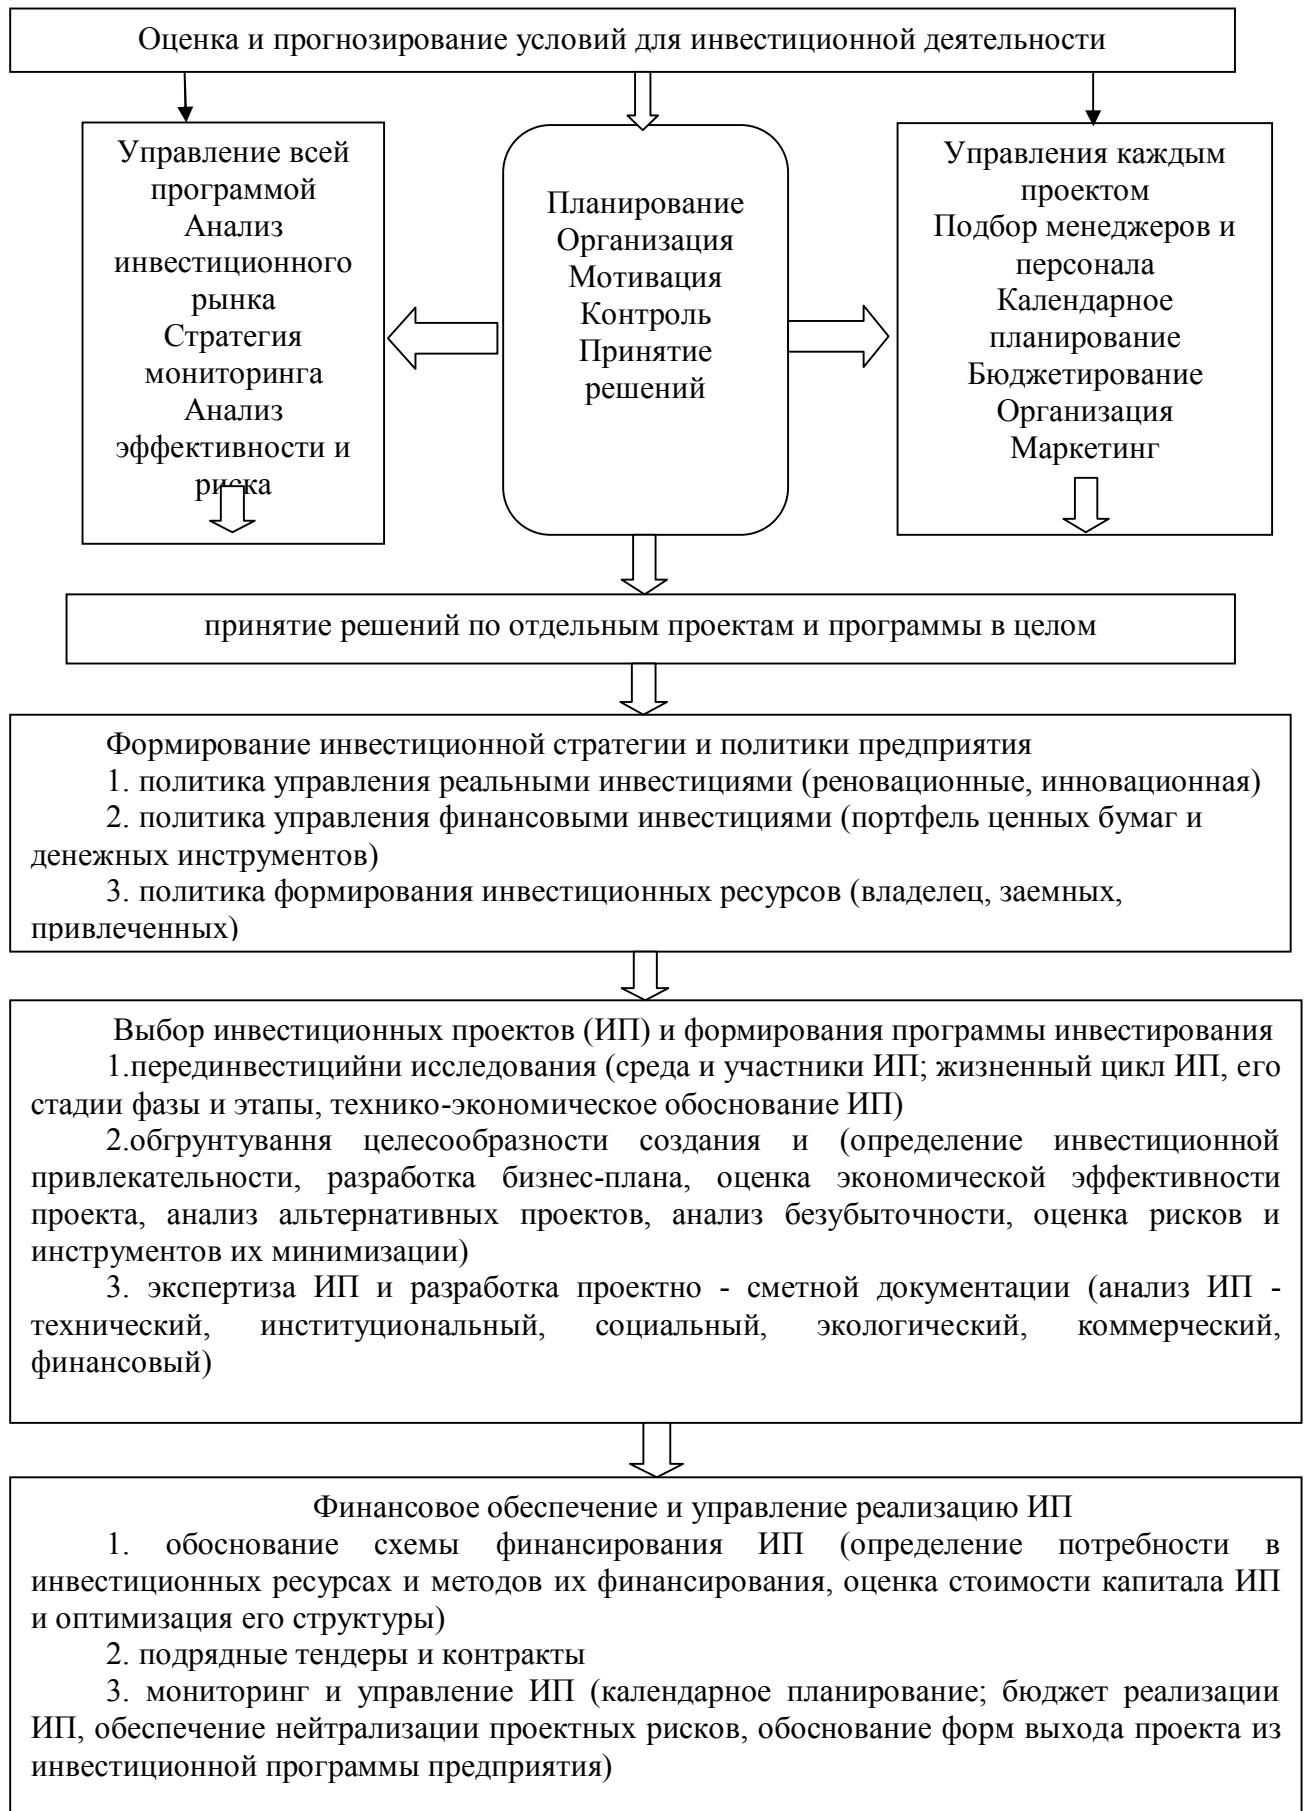 Оценка и прогнозирование условий для инвестиционной деятельности
Управление всей
программой
Анализ
инвестиционного
рынка
Стратегия
мониторинга
Анализ
эффективности и
риска
Планирование
Организация
Мотивация
Контроль
Принятие
решений
Управления каждым
проектом
Подбор менеджеров и
персонала
Календарное
планирование
Бюджетирование
Организация
Маркетинг
принятие решений по отдельным проектам и программы в целом
Формирование инвестиционной стратегии и политики предприятия
1. политика управления реальными инвестициями (реновационные, инновационная)
2. политика управления финансовыми инвестициями (портфель ценных бумаг и
денежных инструментов)
3. политика формирования инвестиционных ресурсов (владелец, заемных,
привлеченных)
Выбор инвестиционных проектов (ИП) и формирования программы инвестирования
1.перединвестицийни исследования (среда и участники ИП; жизненный цикл ИП, его
стадии фазы и этапы, технико-экономическое обоснование ИП)
2.обгрунтування целесообразности создания и (определение инвестиционной
привлекательности, разработка бизнес-плана, оценка экономической эффективности
проекта, анализ альтернативных проектов, анализ безубыточности, оценка рисков и
инструментов их минимизации)
3. экспертиза ИП и разработка проектно - сметной документации (анализ ИП -
технический, институциональный, социальный, экологический, коммерческий,
финансовый)
Финансовое обеспечение и управление реализацию ИП
1. обоснование схемы финансирования ИП (определение потребности в
инвестиционных ресурсах и методов их финансирования, оценка стоимости капитала ИП
и оптимизация его структуры)
2. подрядные тендеры и контракты
3. мониторинг и управление ИП (календарное планирование; бюджет реализации
ИП, обеспечение нейтрализации проектных рисков, обоснование форм выхода проекта из
инвестиционной программы предприятия)